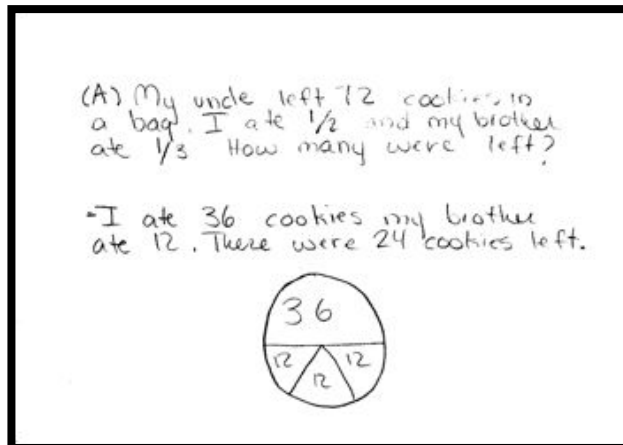 (A) My uncle left 72 cookies in
a bag. I ate 1/2 and my brother
ate 1/3 How many were left?
- I ate 36 cookies my brother
ate 12. There were 24 cookies left.
36
12 12
12